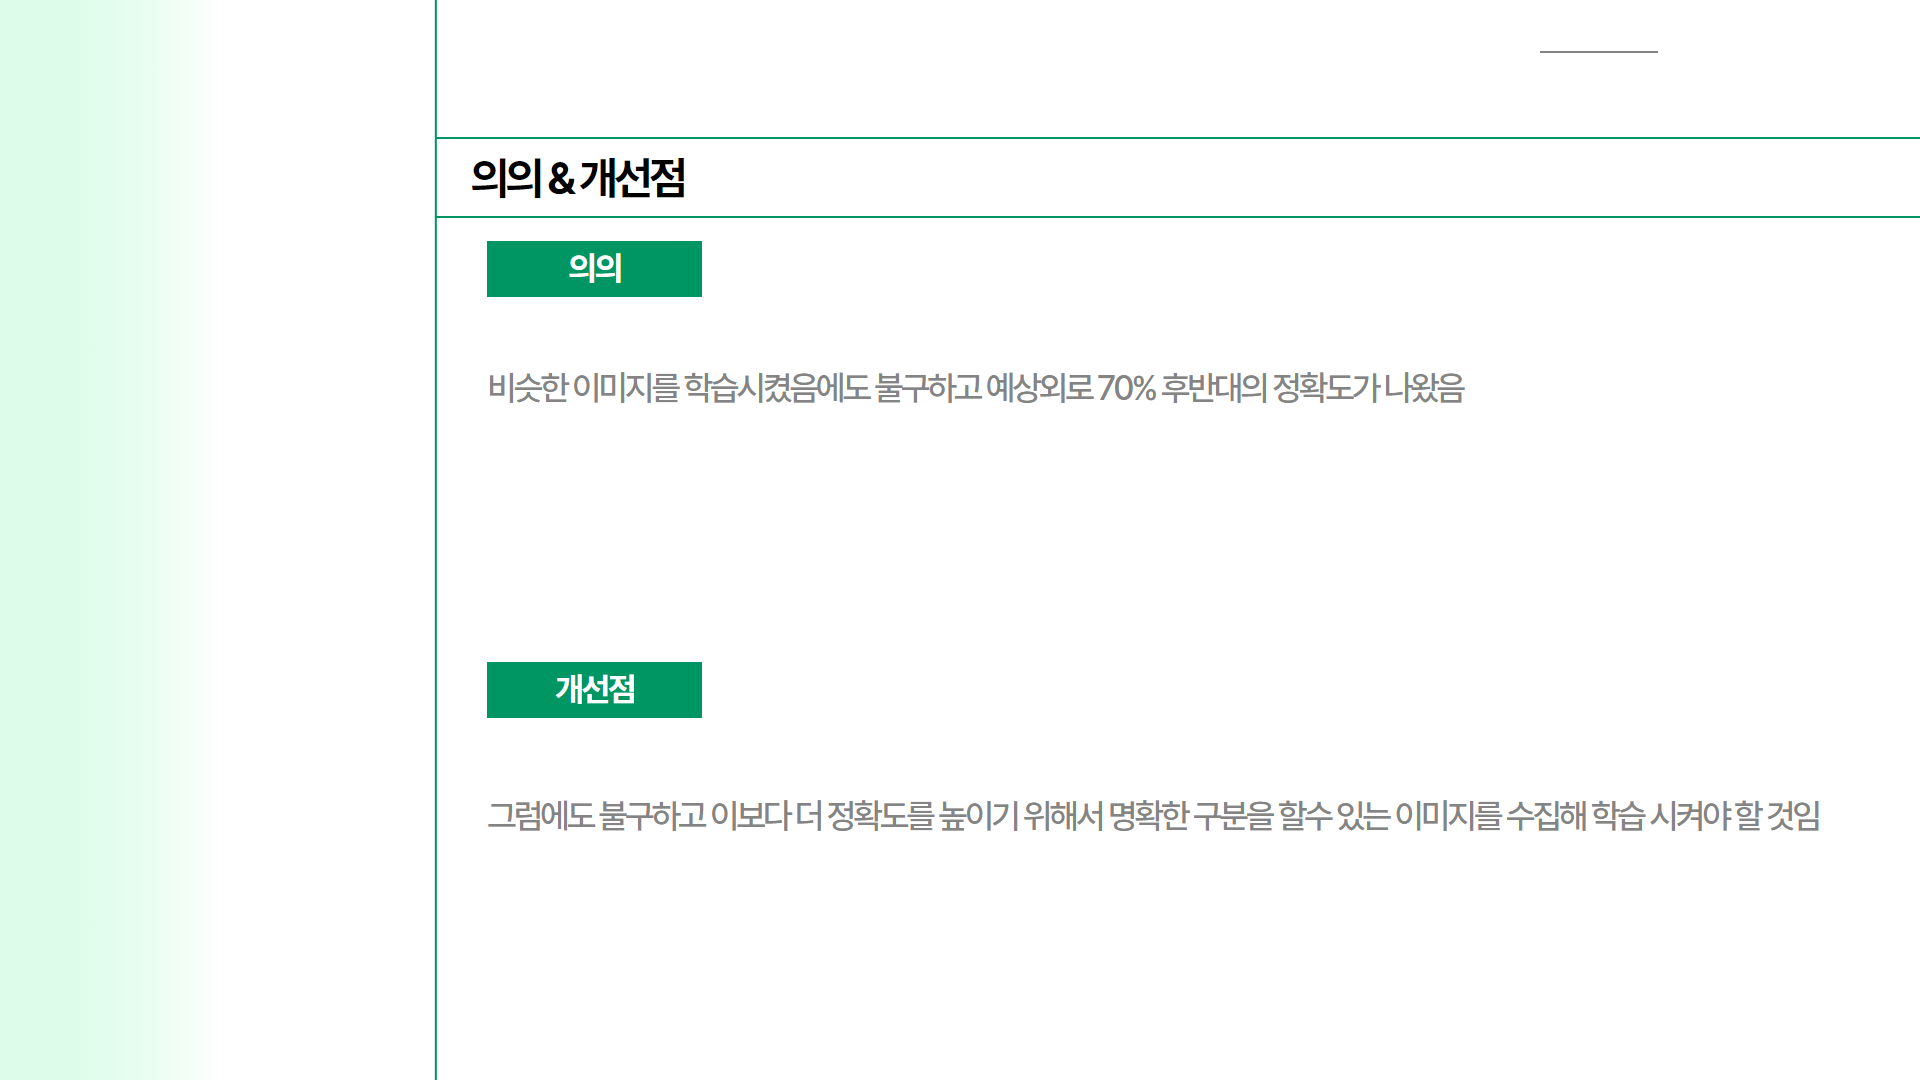 의의 & 개선점
의의
비슷한 이미지를 학습시켰음에도 불구하고 예상외로 70% 후반대의 정확도가 나왔음
개선점
그럼에도 불구하고 이보다 더 정확도를 높이기 위해서 명확한 구분을 할수 있는 이미지를 수집해 학습 시켜야 할 것임